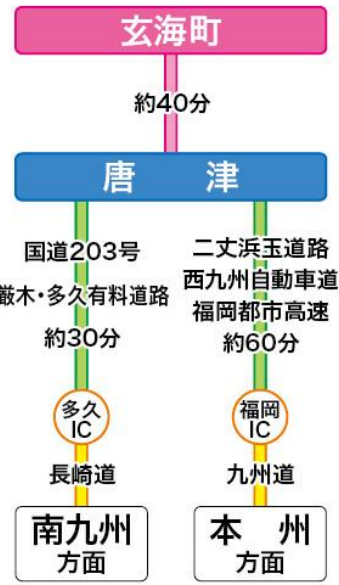 玄海町
約40分
唐　津
国道203号
厳木・多久有料道路
約30分
二丈浜玉道路
西九州自動車道
福岡都市高速
約60分
多久
IC
福岡
IC
長崎道
九州道
南九州
方面
本　州
方面